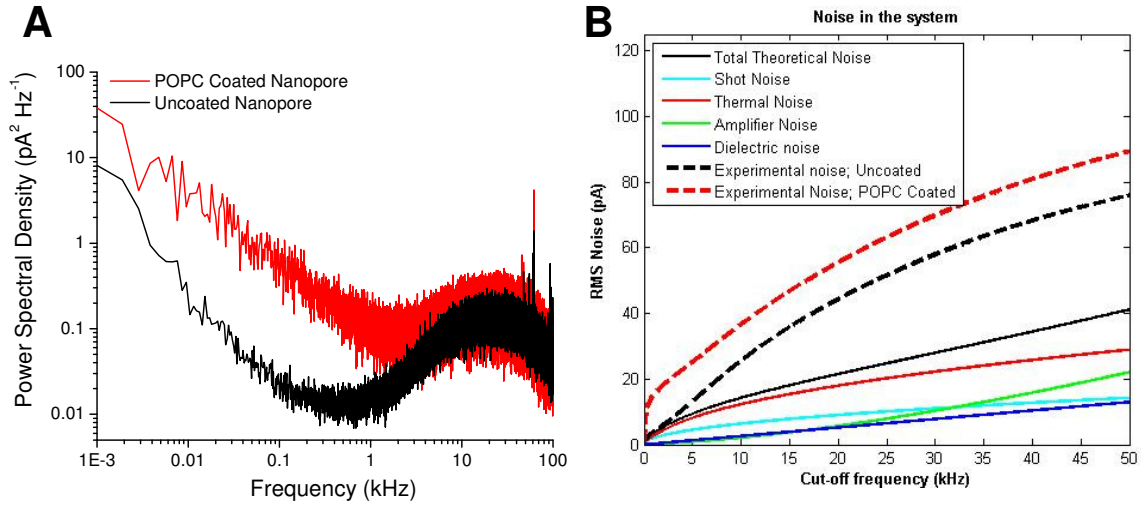 A
Power Spectral Density (pA² Hz⁻¹)
100
10
1
0.1
0.01
POPC Coated Nanopore
Uncoated Nanopore
1E-3
0.01
0.1
1
10
100
Frequency (kHz)
B
Noise in the system
RMS Noise (pA)
120
100
80
60
40
20
0
Total Theoretical Noise
Shot Noise
Thermal Noise
Amplifier Noise
Dielectric noise
Experimental noise; Uncoated
Experimental Noise; POPC Coated
0
5
10
15
20
25
30
35
40
45
50
Cut-off frequency (kHz)